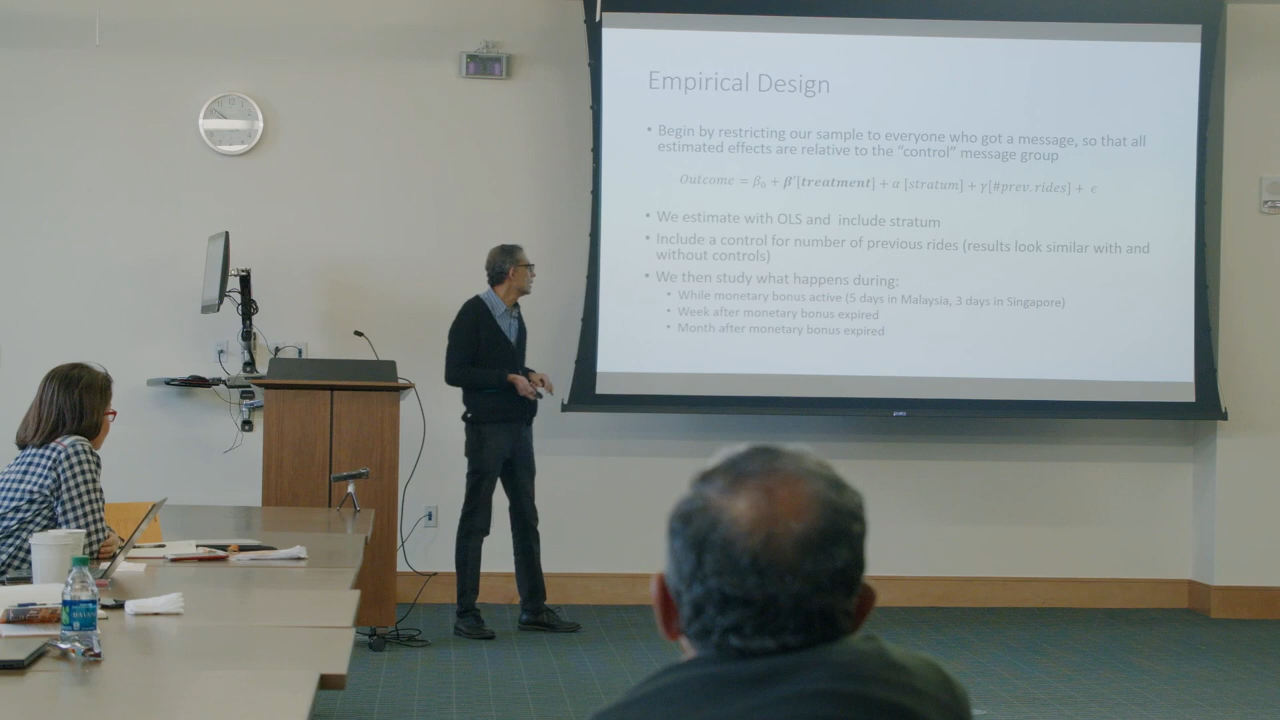 Empirical Design
• Begin by restricting our sample to everyone who got a message, so that all
estimated effects are relative to the “control” message group
Outcome = β₀ + β′[treatment] + α [stratum] + γ[#prev.rides] + ϵ
• We estimate with OLS and include stratum
• Include a control for number of previous rides (results look similar with and
without controls)
• We then study what happens during:
• While monetary bonus active (5 days in Malaysia, 3 days in Singapore)
• Week after monetary bonus expired
• Month after monetary bonus expired